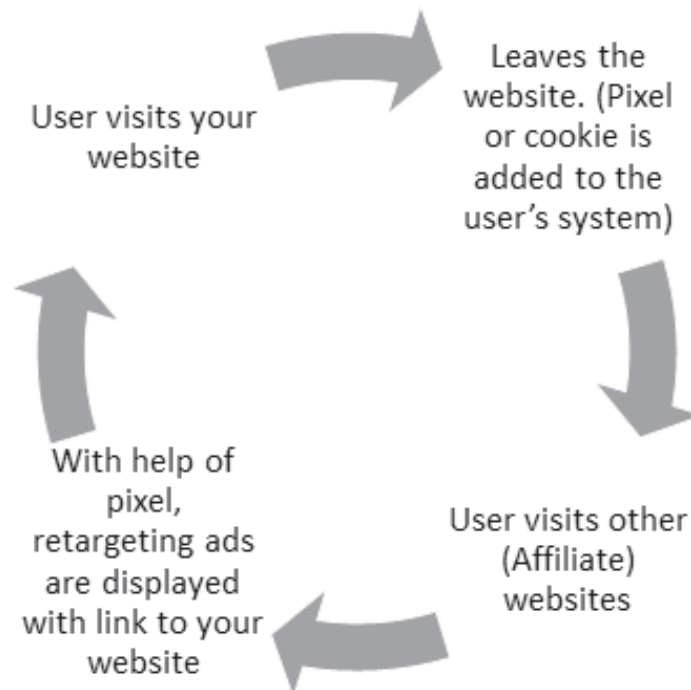 User visits your
website
Leaves the
website. (Pixel
or cookie is
added to the
user’s system)
User visits other
(Affiliate)
websites
With help of
pixel,
retargeting ads
are displayed
with link to your
website